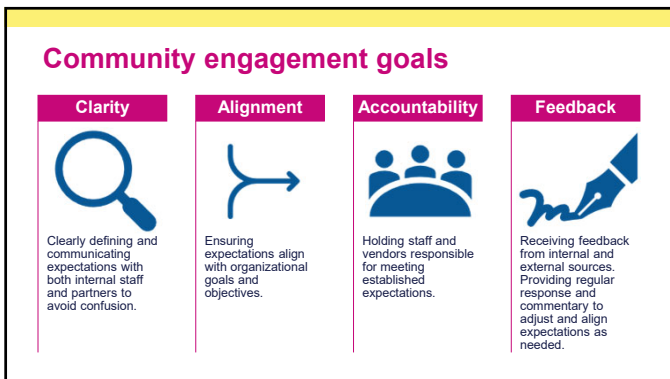 Community engagement goals
Clarity
Clearly defining and
communicating
expectations with
both internal staff
and partners to
avoid confusion.
Alignment
Ensuring
expectations align
with organizational
goals and
objectives.
Accountability
Holding staff and
vendors responsible
for meeting
established
expectations.
Feedback
Receiving feedback
from internal and
external sources.
Providing regular
response and
commentary to
adjust and align
expectations as
needed.